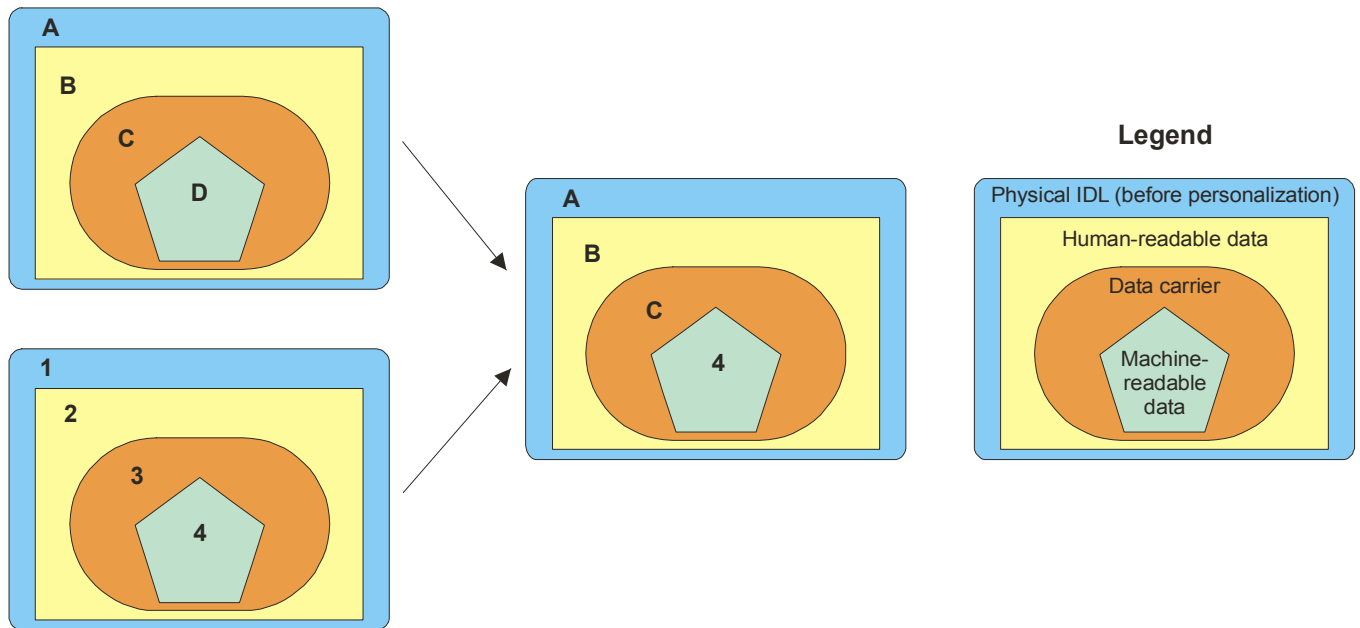 A
B
C
D
1
2
3
4
A
B
C
4
Legend
Physical IDL (before personalization)
Human-readable data
Data carrier
Machine-
readable
data